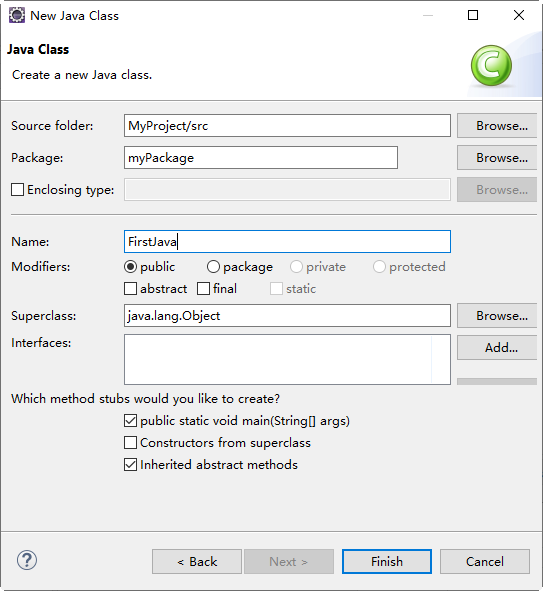 New Java Class
Java Class
Create a new Java class.
Source folder: MyProject/src Browse...
Package: myPackage Browse...
Enclosing type: Browse...
Name: FirstJava
Modifiers: public package private protected
abstract final static
Superclass: java.lang.Object Browse...
Interfaces: Add...
Which method stubs would you like to create?
public static void main(String[] args)
Constructors from superclass
Inherited abstract methods
? < Back Next > Finish Cancel